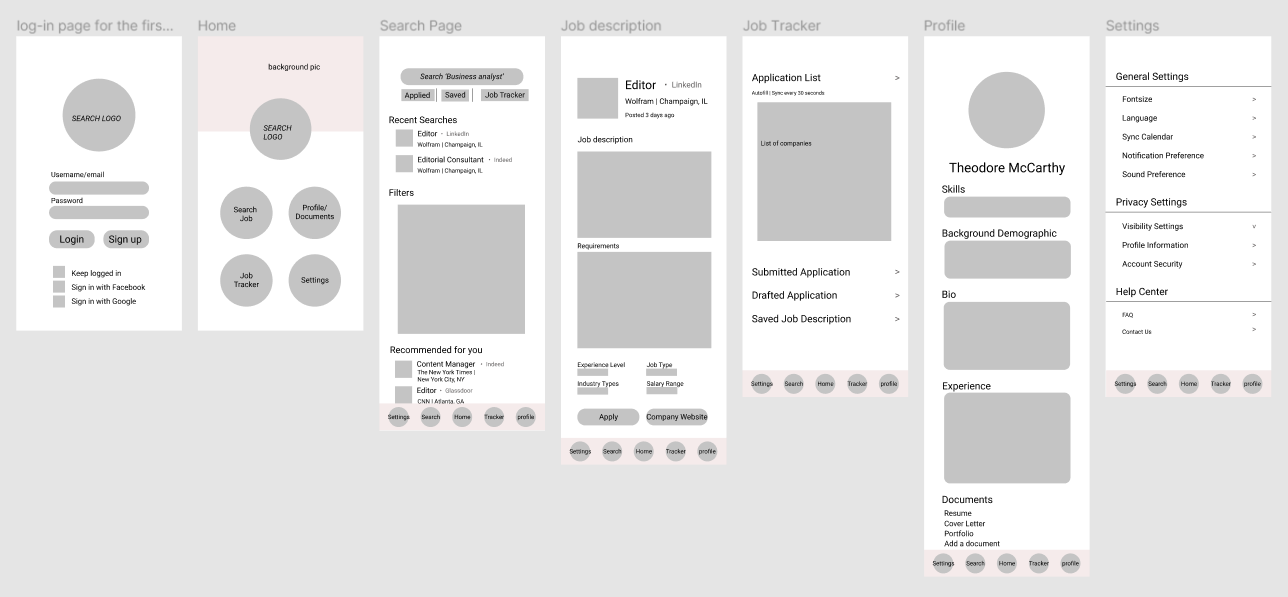 log-in page for the firs...
SEARCH LOGO
Username/email
Password
Login
Sign up
Keep logged in
Sign in with Facebook
Sign in with Google
Home
background pic
SEARCH
LOGO
Search
Job
Profile/
Documents
Job
Tracker
Settings
Search Page
Search 'Business analyst'
Applied
Saved
Job Tracker
Recent Searches
Editor • LinkedIn
Wolfram | Champaign, IL
Editorial Consultant • Indeed
Wolfram | Champaign, IL
Filters
Recommended for you
Content Manager • Indeed
The New York Times |
New York City, NY
Editor • Glassdoor
CNN | Atlanta, GA
Settings
Search
Home
Tracker
profile
Job description
Editor • LinkedIn
Wolfram | Champaign, IL
Posted 3 days ago
Job description
Requirements
Experience Level
Job Type
Industry Types
Salary Range
Apply
Company Website
Settings
Search
Home
Tracker
profile
Job Tracker
Application List >
Autofill | Sync every 30 seconds
List of companies
Submitted Application >
Drafted Application >
Saved Job Description >
Settings
Search
Home
Tracker
profile
Profile
Theodore McCarthy
Skills
Background Demographic
Bio
Experience
Documents
Resume
Cover Letter
Portfolio
Add a document
Settings
Search
Home
Tracker
profile
Settings
General Settings
Fontsize >
Language >
Sync Calendar >
Notification Preference >
Sound Preference >
Privacy Settings
Visibility Settings v
Profile Information >
Account Security >
Help Center
FAQ >
Contact Us >
Settings
Search
Home
Tracker
profile